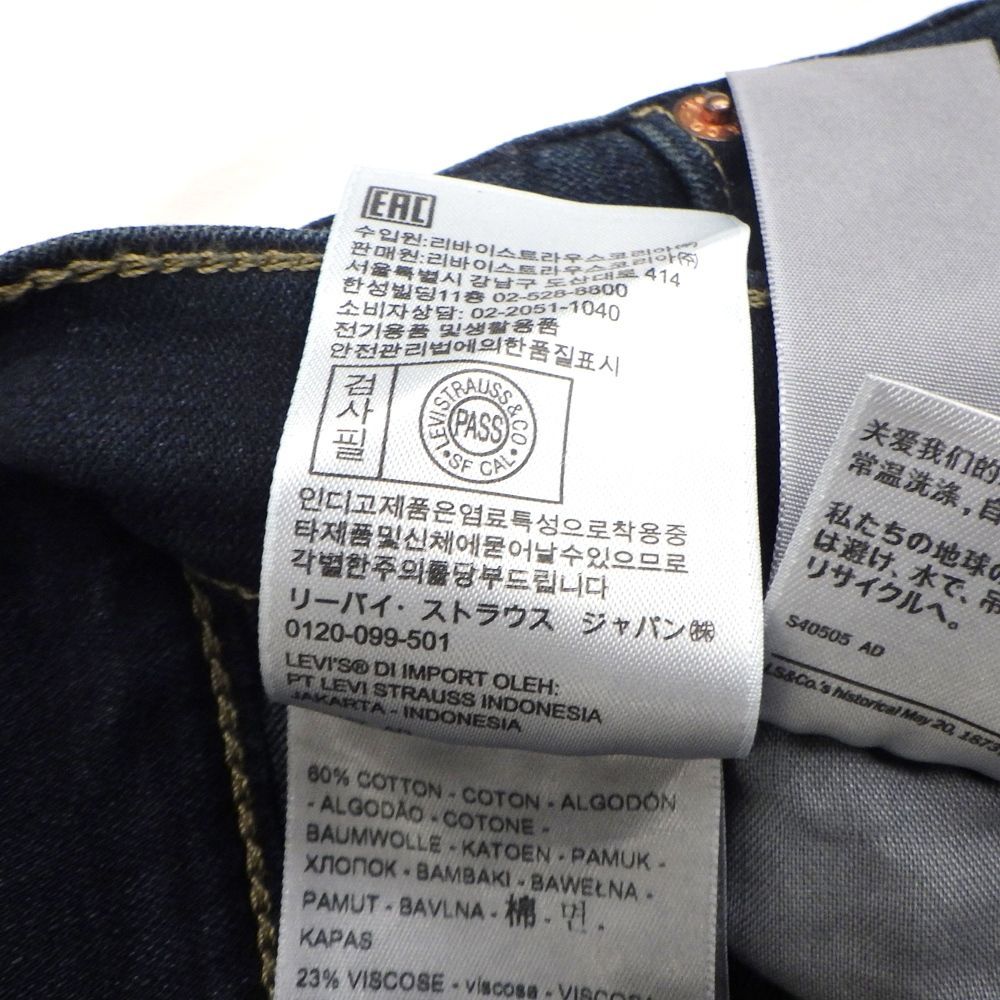 EAC
수입원:리바이스트라우스코리아㈜
판매원:리바이스트라우스코리아(주)
서울특별시 강남구 도산대로 414
한성빌딩11층 02-528-8800
소비자상담: 02-2051-1040
전기용품 및생활용품
안전관리법에의한품질표시
검사필
LEVI STRAUSS & CO
PASS
SF CAL
인디고제품은염료특성으로착용중
타제품및신체에묻어날수있으므로
각별한주의를당부드립니다
リーバイ・ストラウス ジャパン㈱
0120-099-501
LEVI'S® DI IMPORT OLEH:
PT LEVI STRAUSS INDONESIA
JAKARTA - INDONESIA
60% COTTON - COTON - ALGODÓN
- ALGODÃO - COTONE -
BAUMWOLLE - KATOEN - PAMUK -
ХЛОПОК - BAMBAKI - BAWEŁNA -
PAMUT - BAVLNA - 棉 - 면.
KAPAS
23% VISCOSE - viscosa - VISCOS
关爱我们的
常温洗涤,自
私たちの地球の
は避け、水で、吊
リサイクルへ。
S40505 AD
LS&Co.'s historical May 20, 1873